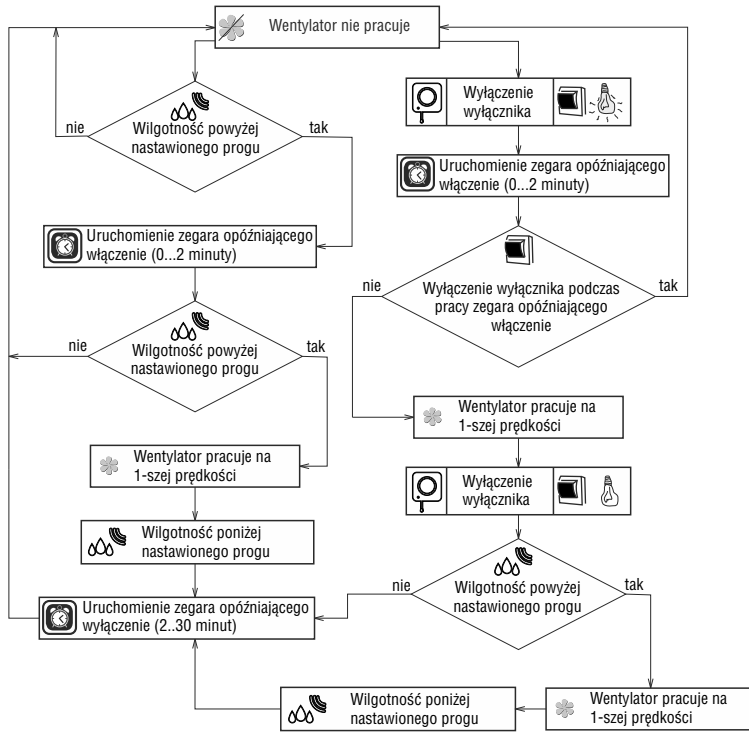 Wentylator nie pracuje
nie
Wilgotność powyżej
nastawionego progu
tak
Uruchomienie zegara opóźniającego
włączenie (0...2 minuty)
nie
Wilgotność powyżej
nastawionego progu
tak
Wentylator pracuje na
1-szej prędkości
Wilgotność poniżej
nastawionego progu
Uruchomienie zegara opóźniającego
wyłączenie (2..30 minut)
Wyłączenie
wyłącznika
Uruchomienie zegara opóźniającego
włączenie (0...2 minuty)
nie
Wyłączenie wyłącznika podczas
pracy zegara opóźniającego
włączenie
tak
Wentylator pracuje na
1-szej prędkości
Wyłączenie
wyłącznika
nie
Wilgotność powyżej
nastawionego progu
tak
Wentylator pracuje na
1-szej prędkości
Wilgotność poniżej
nastawionego progu